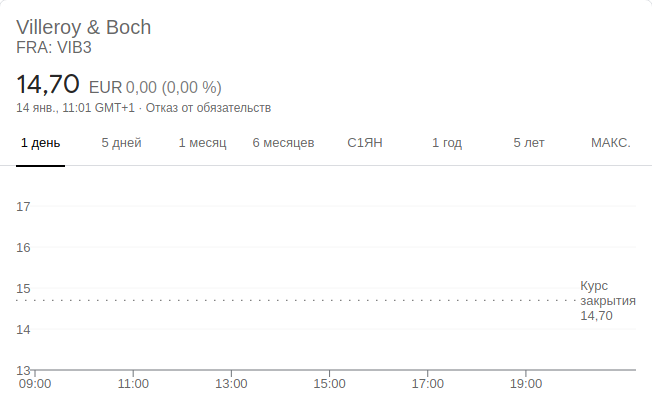 Villeroy & Boch
FRA: VIB3
14,70 EUR 0,00 (0,00 %)
14 янв., 11:01 GMT+1 · Отказ от обязательств
1 день 5 дней 1 месяц 6 месяцев С1ЯН 1 год 5 лет МАКС.
17
16
15
Курс
закрытия
14,70
14
13
09:00 11:00 13:00 15:00 17:00 19:00